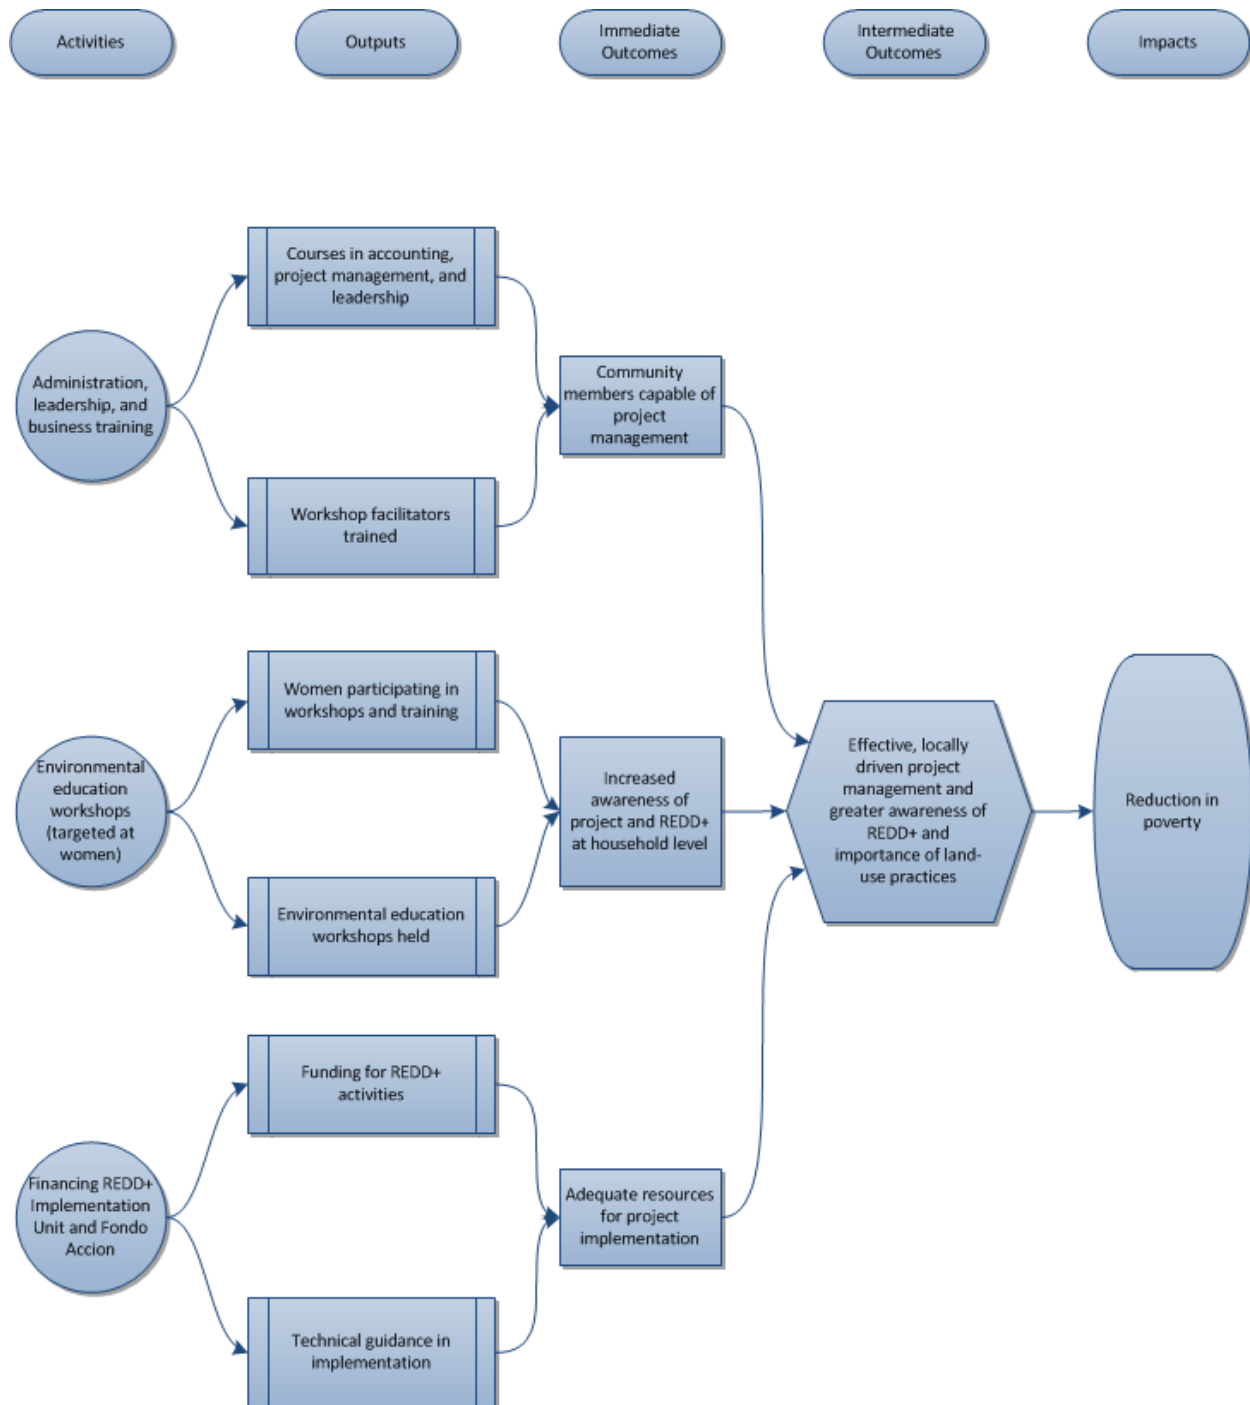 Activities
Outputs
Immediate
Outcomes
Intermediate
Outcomes
Impacts
Courses in accounting,
project management, and
leadership
Administration,
leadership, and
business training
Community
members capable of
project
management
Workshop facilitators
trained
Women participating in
workshops and training
Environmental
education
workshops
(targeted at
women)
Increased
awareness of
project and REDD+
at household level
Effective, locally
driven project
management and
greater awareness of
REDD+ and
importance of land-
use practices
Reduction in
poverty
Environmental education
workshops held
Funding for REDD+
activities
Financing REDD+
Implementation
Unit and Fondo
Accion
Adequate resources
for project
implementation
Technical guidance in
implementation